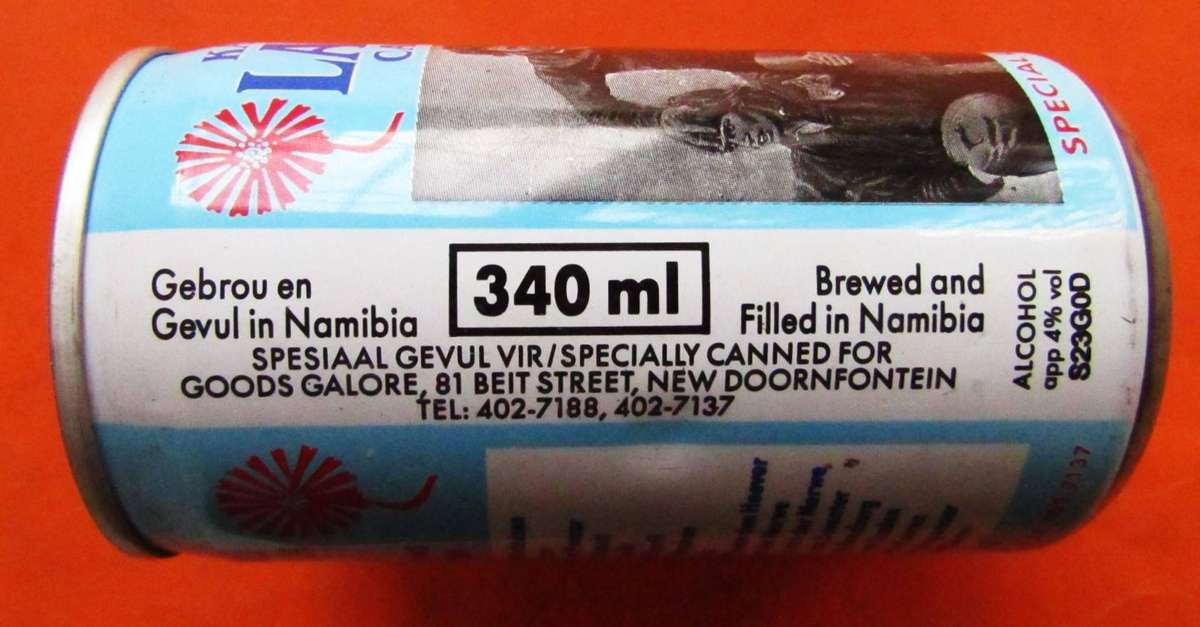 LA
SPECIAL
Gebrou en
Gevul in Namibia
340 ml
Brewed and
Filled in Namibia
ALCOHOL
app 4% vol
S23G0D
SPESIAAL GEVUL VIR/SPECIALLY CANNED FOR
GOODS GALORE, 81 BEIT STREET, NEW DOORNFONTEIN
TEL: 402-7188, 402-7137